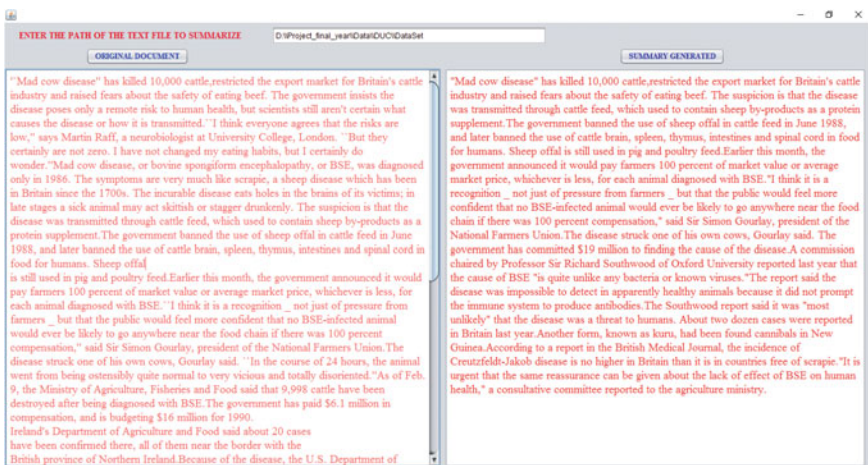 ENTER THE PATH OF THE TEXT FILE TO SUMMARIZE
D:\\Project_final_year\Data\DUC\DataSet
ORIGINAL DOCUMENT
SUMMARY GENERATED
``Mad cow disease" has killed 10,000 cattle,restricted the export market for Britain's cattle
industry and raised fears about the safety of eating beef. The government insists the
disease poses only a remote risk to human health, but scientists still aren't certain what
causes the disease or how it is transmitted.``I think everyone agrees that the risks are
low," says Martin Raff, a neurobiologist at University College, London. ``But they
certainly are not zero. I have not changed my eating habits, but I certainly do
wonder."Mad cow disease, or bovine spongiform encephalopathy, or BSE, was diagnosed
only in 1986. The symptoms are very much like scrapie, a sheep disease which has been
in Britain since the 1700s. The incurable disease eats holes in the brains of its victims; in
late stages a sick animal may act skittish or stagger drunkenly. The suspicion is that the
disease was transmitted through cattle feed, which used to contain sheep by-products as a
protein supplement.The government banned the use of sheep offal in cattle feed in June
1988, and later banned the use of cattle brain, spleen, thymus, intestines and spinal cord in
food for humans. Sheep offal
is still used in pig and poultry feed.Earlier this month, the government announced it would
pay farmers 100 percent of market value or average market price, whichever is less, for
each animal diagnosed with BSE.``I think it is a recognition _ not just of pressure from
farmers _ but that the public would feel more confident that no BSE-infected animal
would ever be likely to go anywhere near the food chain if there was 100 percent
compensation," said Sir Simon Gourlay, president of the National Farmers Union.The
disease struck one of his own cows, Gourlay said. ``In the course of 24 hours, the animal
went from being ostensibly quite normal to very vicious and totally disoriented."As of Feb.
9, the Ministry of Agriculture, Fisheries and Food said that 9,998 cattle have been
destroyed after being diagnosed with BSE.The government has paid $6.1 million in
compensation, and is budgeting $16 million for 1990.
Ireland's Department of Agriculture and Food said about 20 cases
have been confirmed there, all of them near the border with the
British province of Northern Ireland.Because of the disease, the U.S. Department of
"Mad cow disease" has killed 10,000 cattle,restricted the export market for Britain's cattle
industry and raised fears about the safety of eating beef. The suspicion is that the disease
was transmitted through cattle feed, which used to contain sheep by-products as a protein
supplement.The government banned the use of sheep offal in cattle feed in June 1988,
and later banned the use of cattle brain, spleen, thymus, intestines and spinal cord in food
for humans. Sheep offal is still used in pig and poultry feed.Earlier this month, the
government announced it would pay farmers 100 percent of market value or average
market price, whichever is less, for each animal diagnosed with BSE."I think it is a
recognition _ not just of pressure from farmers _ but that the public would feel more
confident that no BSE-infected animal would ever be likely to go anywhere near the food
chain if there was 100 percent compensation," said Sir Simon Gourlay, president of the
National Farmers Union.The disease struck one of his own cows, Gourlay said. The
government has committed $19 million to finding the cause of the disease.A commission
chaired by Professor Sir Richard Southwood of Oxford University reported last year that
the cause of BSE "is quite unlike any bacteria or known viruses."The report said the
disease was impossible to detect in apparently healthy animals because it did not prompt
the immune system to produce antibodies.The Southwood report said it was "most
unlikely" that the disease was a threat to humans. About two dozen cases were reported
in Britain last year.Another form, known as kuru, had been found cannibals in New
Guinea.According to a report in the British Medical Journal, the incidence of
Creutzfeldt-Jakob disease is no higher in Britain than it is in countries free of scrapie."It is
urgent that the same reassurance can be given about the lack of effect of BSE on human
health," a consultative committee reported to the agriculture ministry.